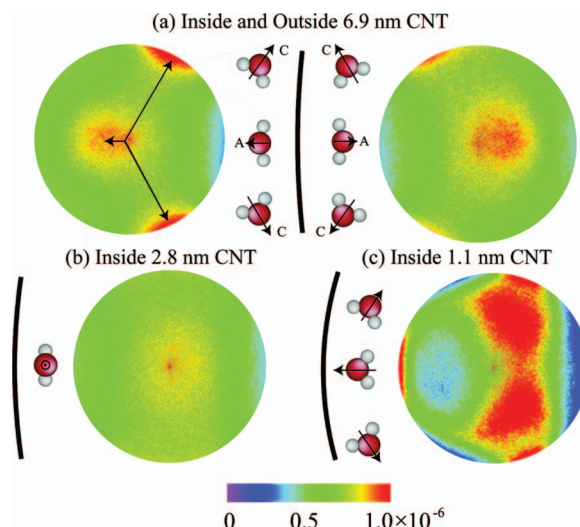 (a) Inside and Outside 6.9 nm CNT
C C
A A
C C
(b) Inside 2.8 nm CNT
(c) Inside 1.1 nm CNT
0 0.5 1.0×10⁻⁶